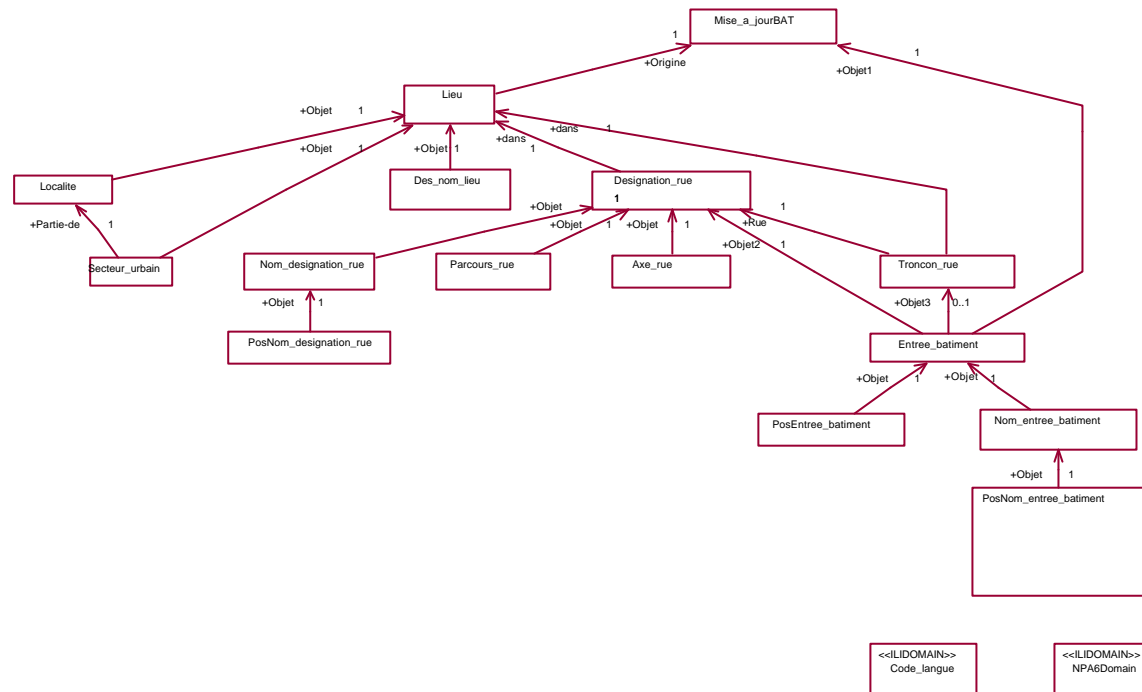 Mise_a_jourBAT
1
+Origine
1
+Objet1
Lieu
+Objet 1
+Objet 1
+Objet 1
+dans
1
+dans
1
Localite
Des_nom_lieu
Designation_rue
1
+Partie-de 1
+Objet
+Objet 1
+Objet 1
+Objet2 1
+Rue
1
Secteur_urbain
Nom_designation_rue
Parcours_rue
Axe_rue
Troncon_rue
+Objet 1
+Objet3 0..1
PosNom_designation_rue
Entree_batiment
+Objet 1
+Objet 1
PosEntree_batiment
Nom_entree_batiment
+Objet 1
PosNom_entree_batiment
<<ILIDOMAIN>>
Code_langue
<<ILIDOMAIN>>
NPA6Domain